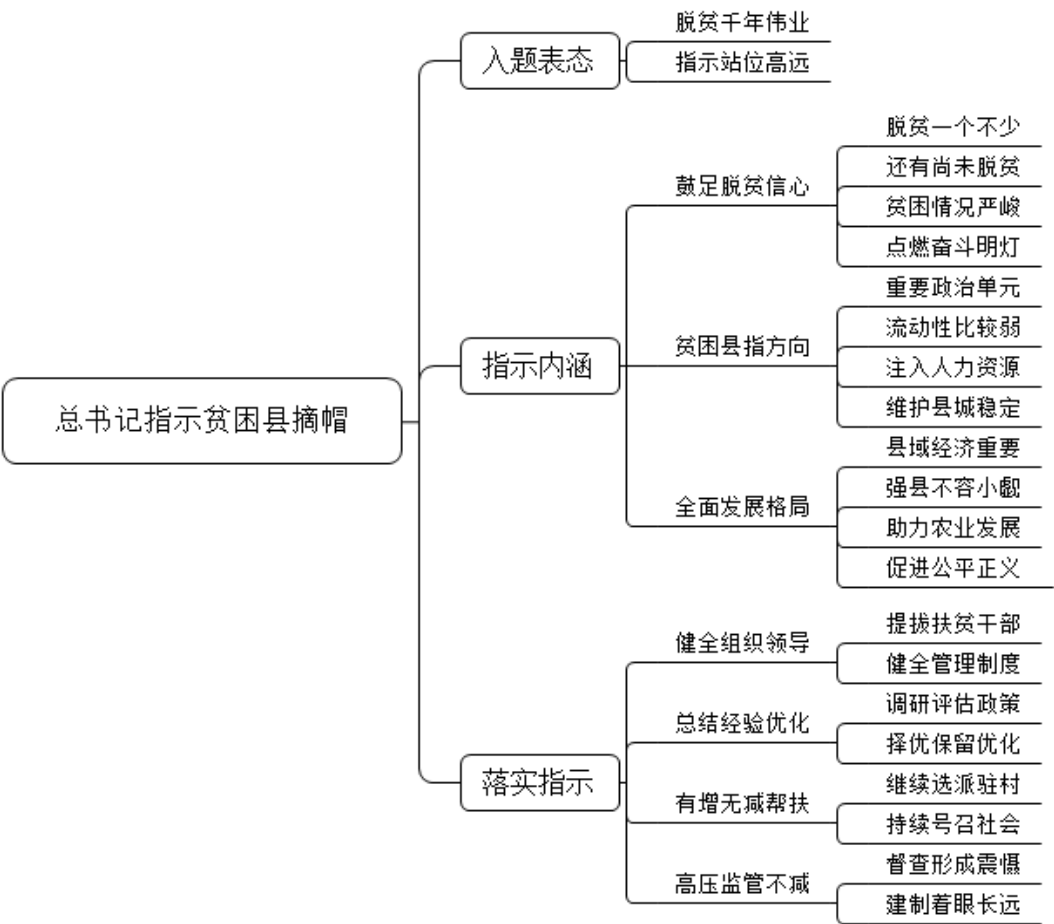 总书记指示贫困县摘帽
入题表态
脱贫千年伟业
指示站位高远
指示内涵
鼓足脱贫信心
脱贫一个不少
还有尚未脱贫
贫困情况严峻
点燃奋斗明灯
贫困县指方向
重要政治单元
流动性比较弱
注入人力资源
维护县城稳定
全面发展格局
县域经济重要
强县不容小觑
助力农业发展
促进公平正义
落实指示
健全组织领导
提拔扶贫干部
健全管理制度
总结经验优化
调研评估政策
择优保留优化
有增无减帮扶
继续选派驻村
持续号召社会
高压监管不减
督查形成震慑
建制着眼长远